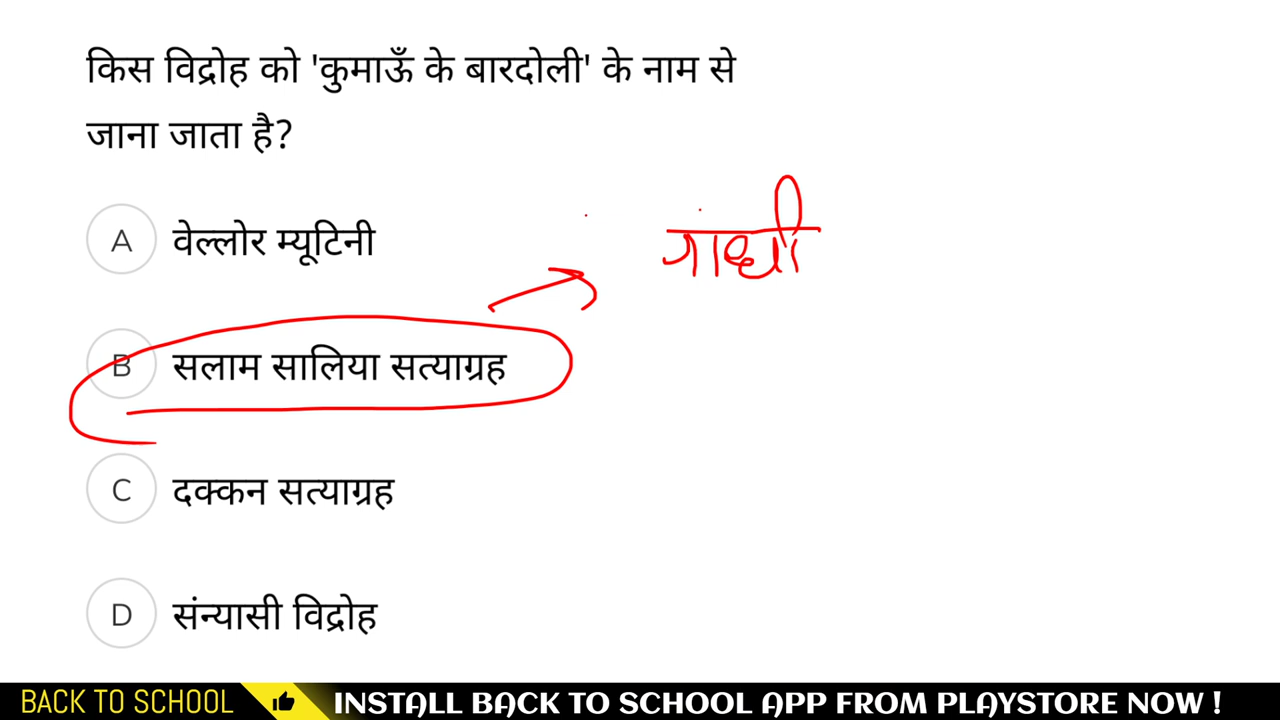 किस विद्रोह को 'कुमाऊँ के बारदोली' के नाम से
जाना जाता है?
गांधी
A वेल्लोर म्यूटिनी
B सलाम सालिया सत्याग्रह
C दक्कन सत्याग्रह
D संन्यासी विद्रोह
BACK TO SCHOOL INSTALL BACK TO SCHOOL APP FROM PLAYSTORE NOW !